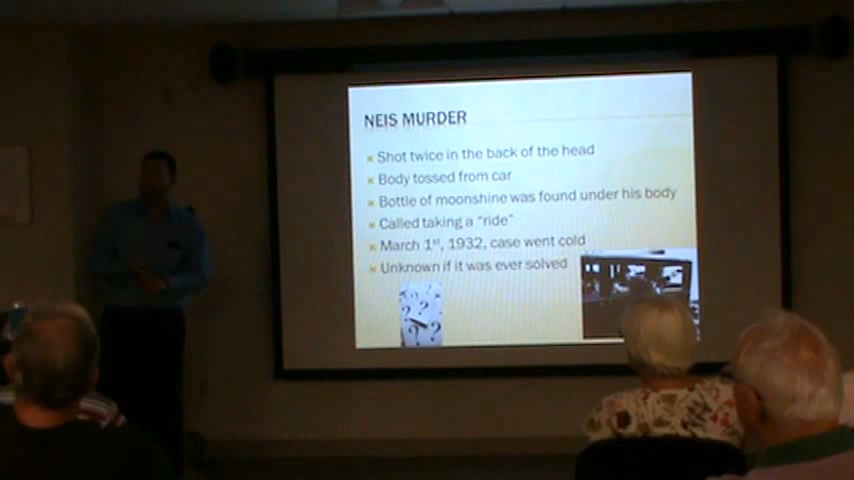 NEIS MURDER
Shot twice in the back of the head
Body tossed from car
Bottle of moonshine was found under his body
Called taking a “ride”
March 1st, 1932, case went cold
Unknown if it was ever solved
? ?
? ?